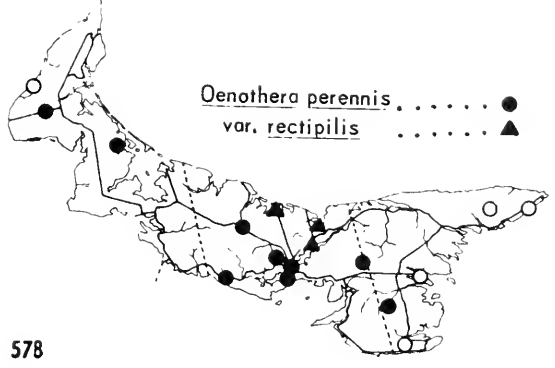 Oenothera perennis . . . . . . ●
var. rectipilis . . . . . . ▲
578